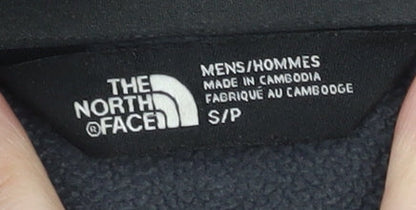 THE
NORTH
®FACE
MENS/HOMMES
MADE IN CAMBODIA
FABRIQUÉ AU CAMBODGE
S/P